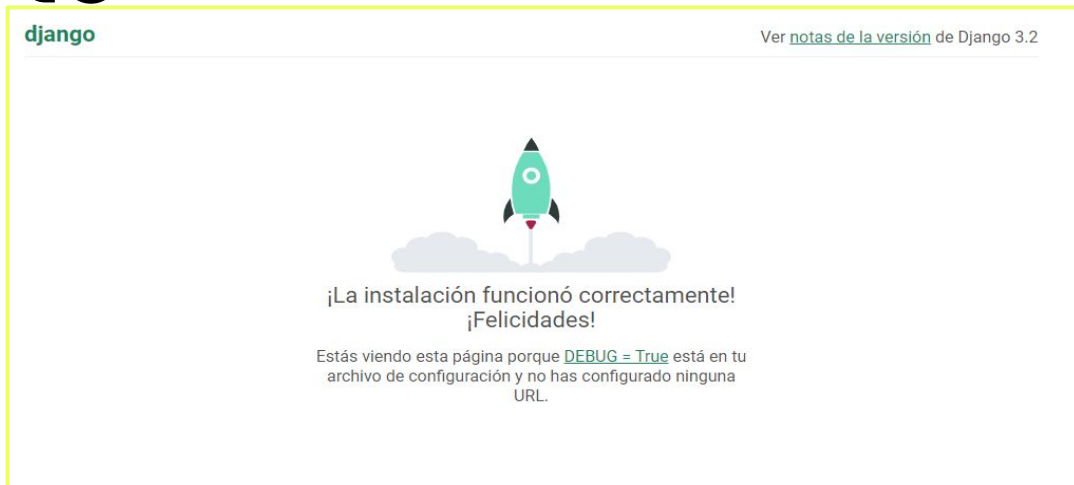 django
Ver notas de la versión de Django 3.2
¡La instalación funcionó correctamente!
¡Felicidades!
Estás viendo esta página porque DEBUG = True está en tu
archivo de configuración y no has configurado ninguna
URL.